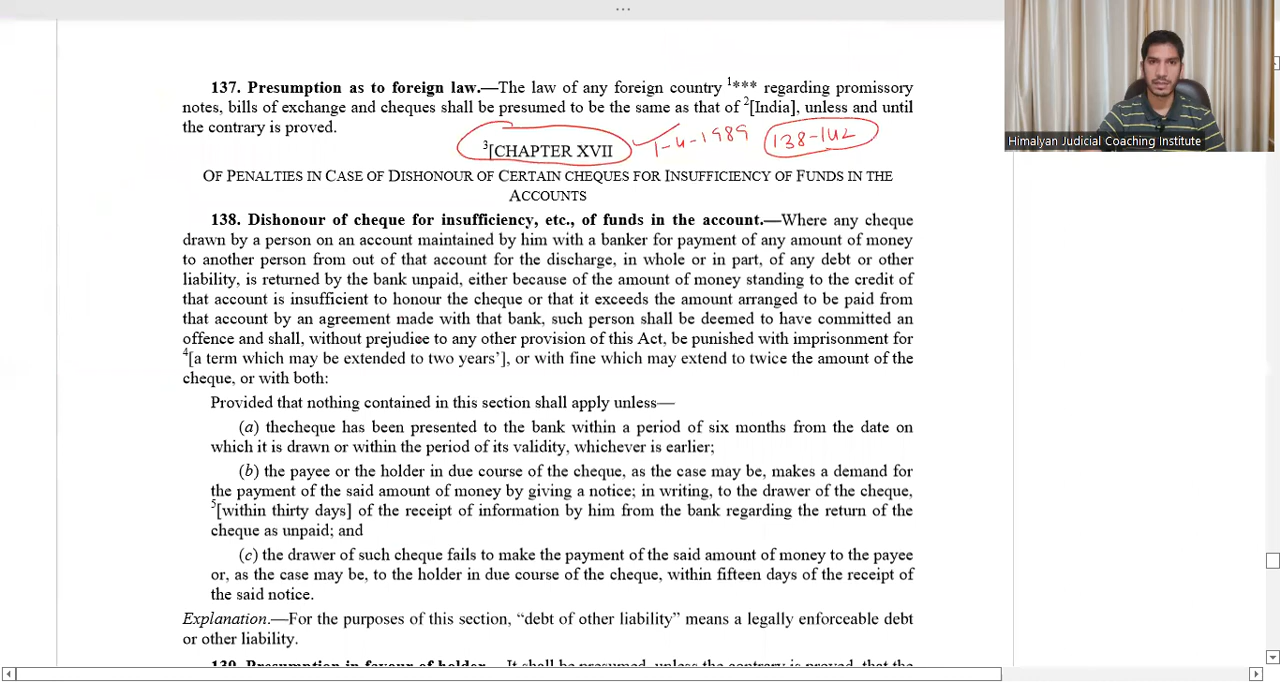 ...
137. Presumption as to foreign law.—The law of any foreign country 1*** regarding promissory
notes, bills of exchange and cheques shall be presumed to be the same as that of 2[India], unless and until
the contrary is proved.
3[CHAPTER XVII
1-4-1989
138-142
Himalyan Judicial Coaching Institute
OF PENALTIES IN CASE OF DISHONOUR OF CERTAIN CHEQUES FOR INSUFFICIENCY OF FUNDS IN THE
ACCOUNTS
138. Dishonour of cheque for insufficiency, etc., of funds in the account.—Where any cheque
drawn by a person on an account maintained by him with a banker for payment of any amount of money
to another person from out of that account for the discharge, in whole or in part, of any debt or other
liability, is returned by the bank unpaid, either because of the amount of money standing to the credit of
that account is insufficient to honour the cheque or that it exceeds the amount arranged to be paid from
that account by an agreement made with that bank, such person shall be deemed to have committed an
offence and shall, without prejudice to any other provision of this Act, be punished with imprisonment for
4[a term which may be extended to two years’], or with fine which may extend to twice the amount of the
cheque, or with both:
Provided that nothing contained in this section shall apply unless—
(a) thecheque has been presented to the bank within a period of six months from the date on
which it is drawn or within the period of its validity, whichever is earlier;
(b) the payee or the holder in due course of the cheque, as the case may be, makes a demand for
the payment of the said amount of money by giving a notice; in writing, to the drawer of the cheque,
5[within thirty days] of the receipt of information by him from the bank regarding the return of the
cheque as unpaid; and
(c) the drawer of such cheque fails to make the payment of the said amount of money to the payee
or, as the case may be, to the holder in due course of the cheque, within fifteen days of the receipt of
the said notice.
Explanation.—For the purposes of this section, “debt of other liability” means a legally enforceable debt
or other liability.
139. Presumption in favour of holder.—It shall be presumed, unless the contrary is proved, that the